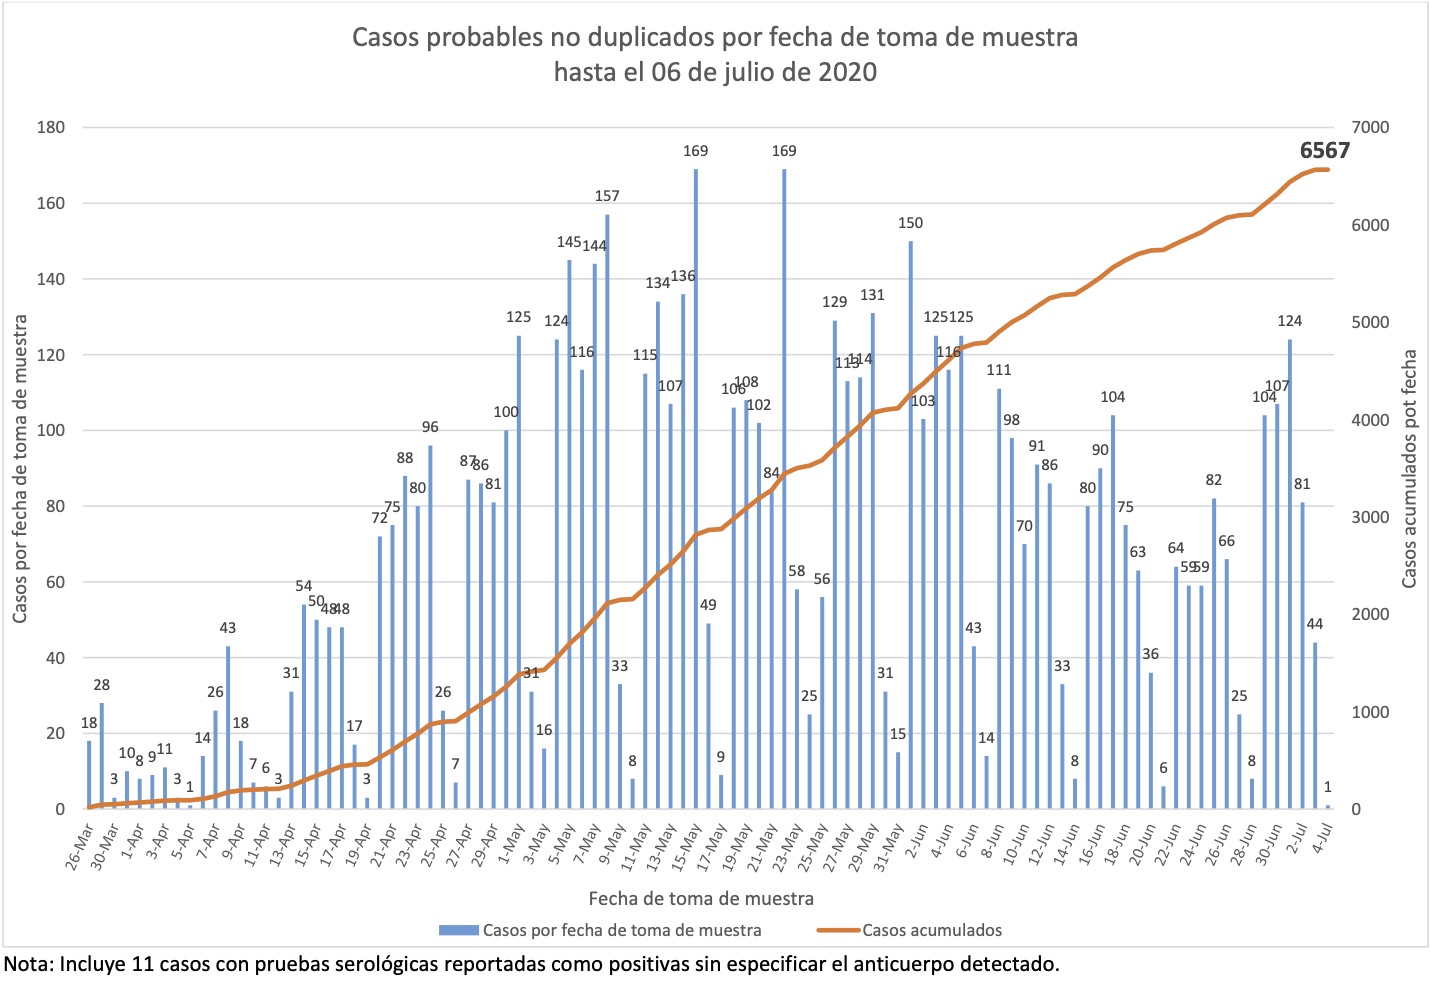 Casos probables no duplicados por fecha de toma de muestra
hasta el 06 de julio de 2020
180
160
140
120
100
80
60
40
20
0
Casos por fecha de toma de muestra
18
28
3
10
8
9
11
3
1
14
26
43
18
7
6
3
31
54
50
48
48
17
3
72
75
88
80
96
26
7
87
86
81
100
125
31
16
124
145
116
144
157
33
8
115
134
107
136
169
49
9
106
108
102
84
169
58
25
56
129
113
114
131
31
15
150
103
125
116
125
43
14
111
98
70
91
86
33
8
80
90
104
75
63
36
6
64
59
59
82
66
25
8
104
107
124
81
44
1
6567
7000
6000
5000
4000
3000
2000
1000
0
Casos acumulados pot fecha
26-Mar
30-Mar
1-Apr
3-Apr
5-Apr
7-Apr
9-Apr
11-Apr
13-Apr
15-Apr
17-Apr
19-Apr
21-Apr
23-Apr
25-Apr
27-Apr
29-Apr
1-May
3-May
5-May
7-May
9-May
11-May
13-May
15-May
17-May
19-May
21-May
23-May
25-May
27-May
29-May
31-May
2-Jun
4-Jun
6-Jun
8-Jun
10-Jun
12-Jun
14-Jun
16-Jun
18-Jun
20-Jun
22-Jun
24-Jun
26-Jun
28-Jun
30-Jun
2-Jul
4-Jul
Fecha de toma de muestra
Casos por fecha de toma de muestra
Casos acumulados
Nota: Incluye 11 casos con pruebas serológicas reportadas como positivas sin especificar el anticuerpo detectado.